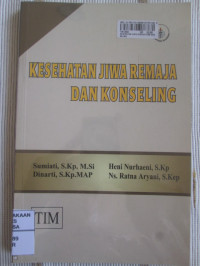 KESEHATAN JIWA REMAJA
DAN KONSELING
Sumiati, S.Kp, M.Si
Heni Nurhaeni, S.Kp
Dinarti, S.Kp.MAP
Ns. Ratna Aryani, S.Kep
TIM